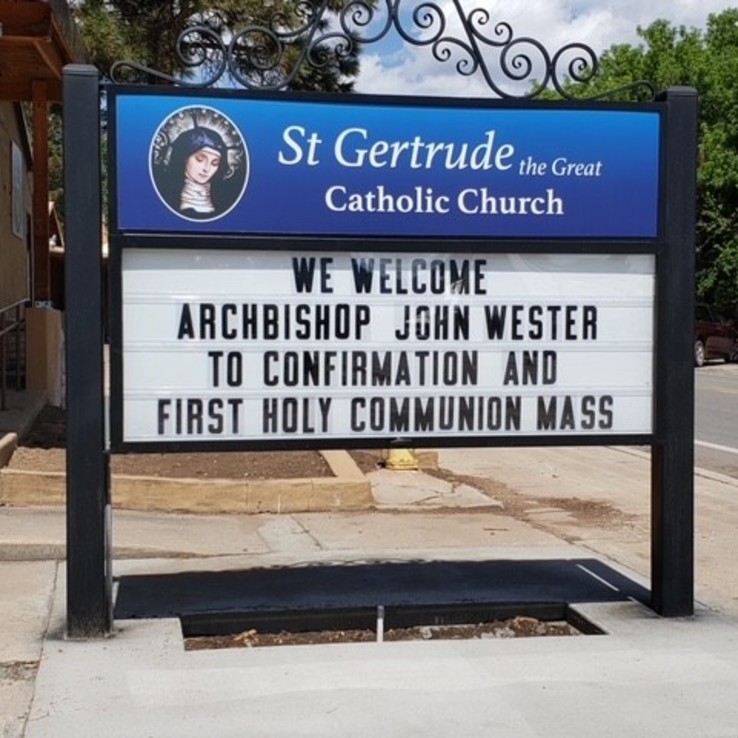 St Gertrude the Great
Catholic Church
WE WELCOME
ARCHBISHOP JOHN WESTER
TO CONFIRMATION AND
FIRST HOLY COMMUNION MASS